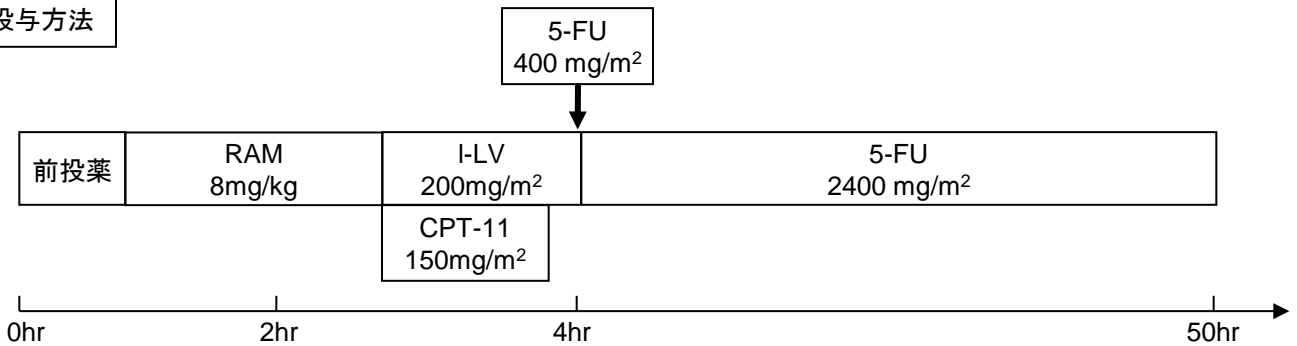 投与方法
5-FU
400 mg/m²
前投薬
RAM
8mg/kg
l-LV
200mg/m²
5-FU
2400 mg/m²
CPT-11
150mg/m²
0hr
2hr
4hr
50hr